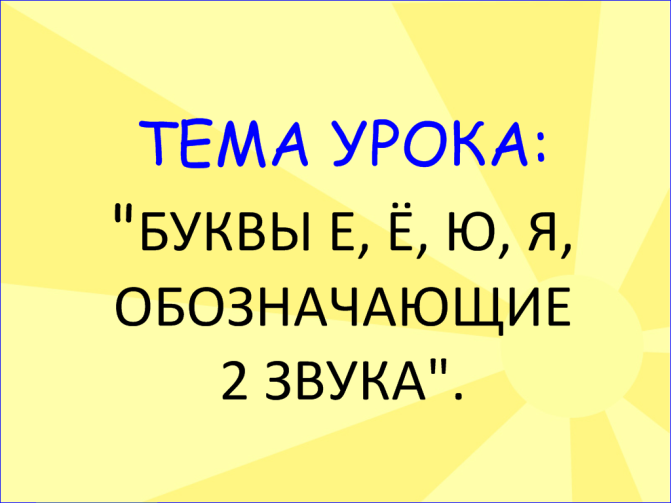 ТЕМА УРОКА:
"БУКВЫ Е, Ё, Ю, Я,
ОБОЗНАЧАЮЩИЕ
2 ЗВУКА".